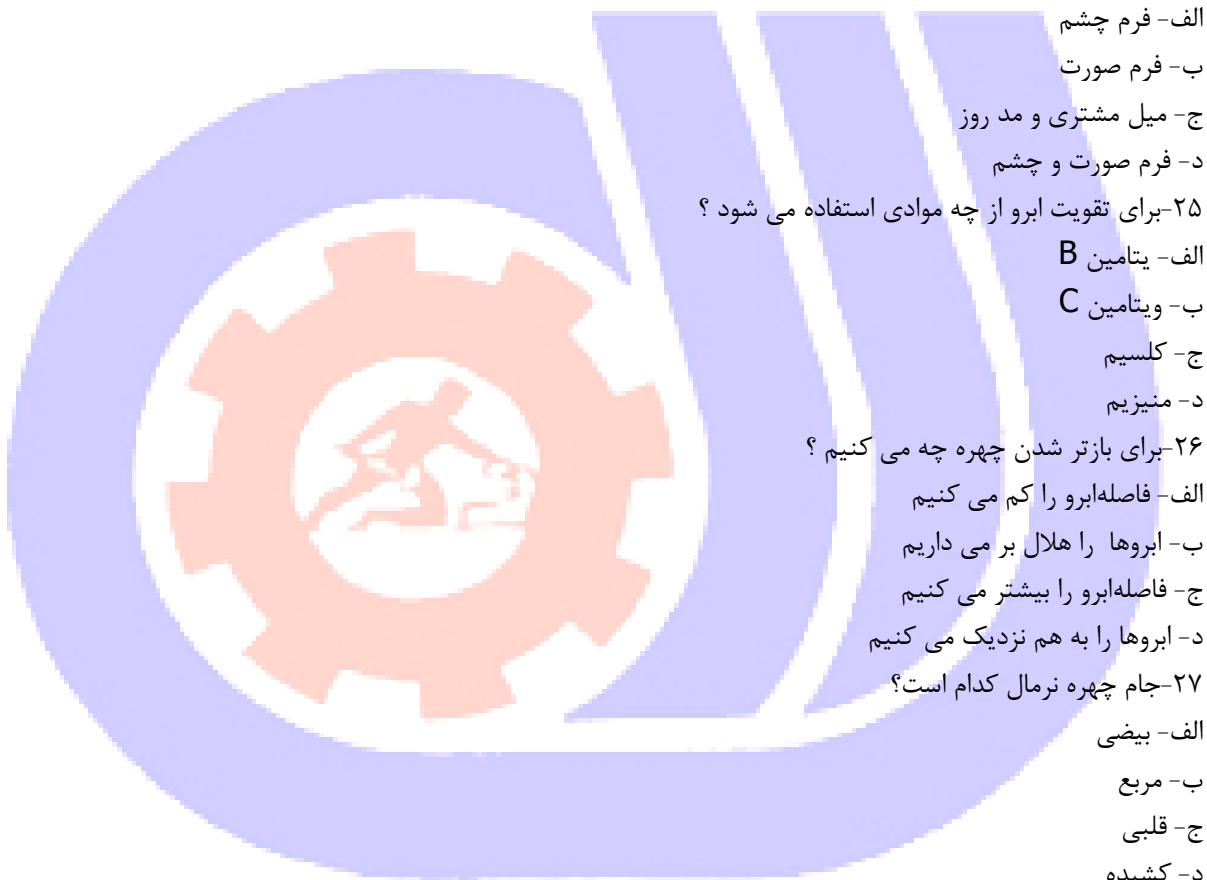 الف- فرم چشم
ب- فرم صورت
ج- میل مشتری و مد روز
د- فرم صورت و چشم
۲۵-برای تقویت ابرو از چه موادی استفاده می شود ؟
الف- یتامین B
ب- ویتامین C
ج- کلسیم
د- منیزیم
۲۶-برای بازتر شدن چهره چه می کنیم ؟
الف- فاصلهابرو را کم می کنیم
ب- ابروها را هلال بر می داریم
ج- فاصلهابرو را بیشتر می کنیم
د- ابروها را به هم نزدیک می کنیم
۲۷-جام چهره نرمال کدام است؟
الف- بیضی
ب- مربع
ج- قلبی
د- کشیده